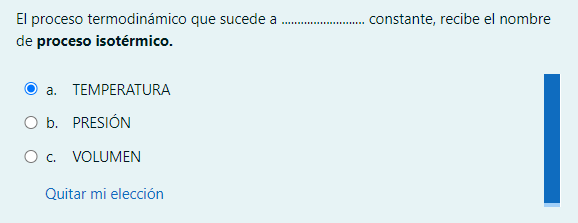 El proceso termodinámico que sucede a .......................... constante, recibe el nombre
de proceso isotérmico.
a. TEMPERATURA
b. PRESIÓN
c. VOLUMEN
Quitar mi elección